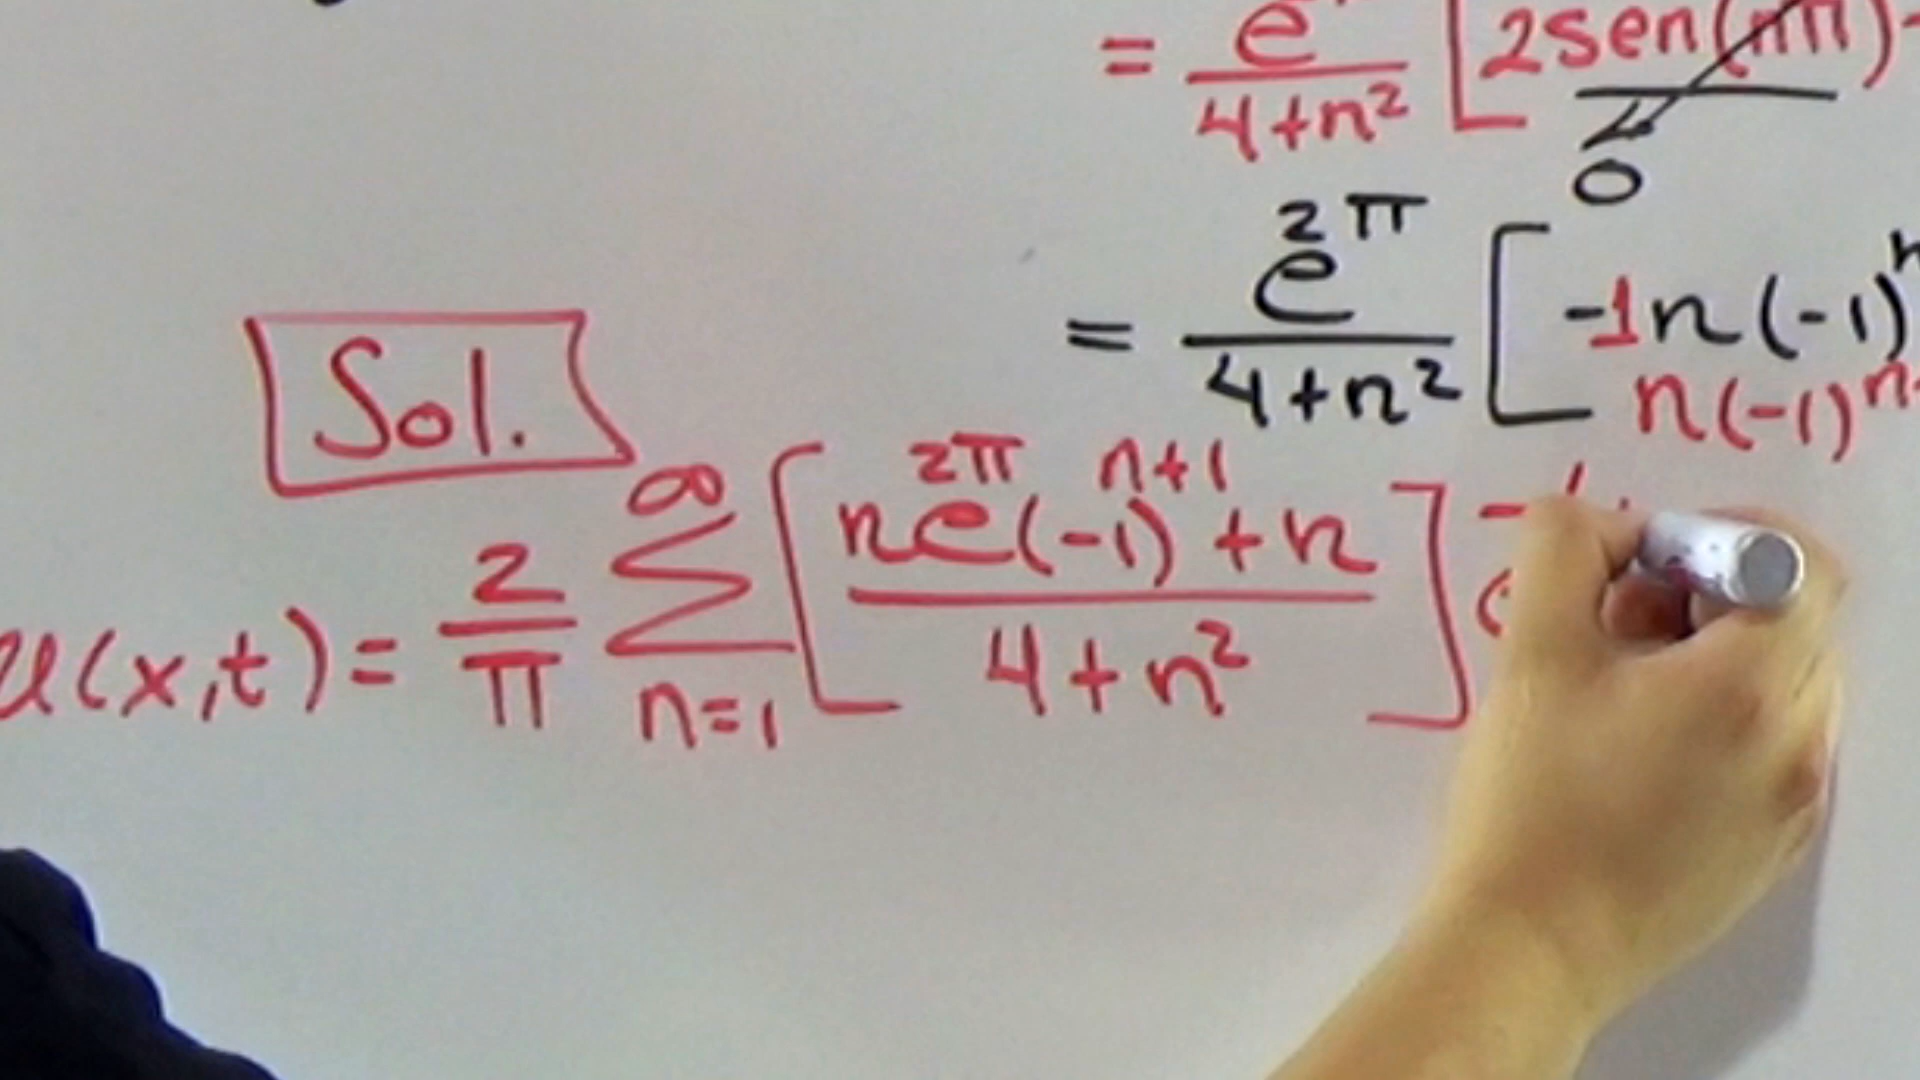 = e / 4+n² [2sen(nπ)
0
= e^2π / 4+n² [-1n(-1)^n
n(-1)^n
Sol.
u(x,t) = 2/π ∑_{n=1}^{∞} [ne^2π(-1)^n+1 + n / 4+n²]